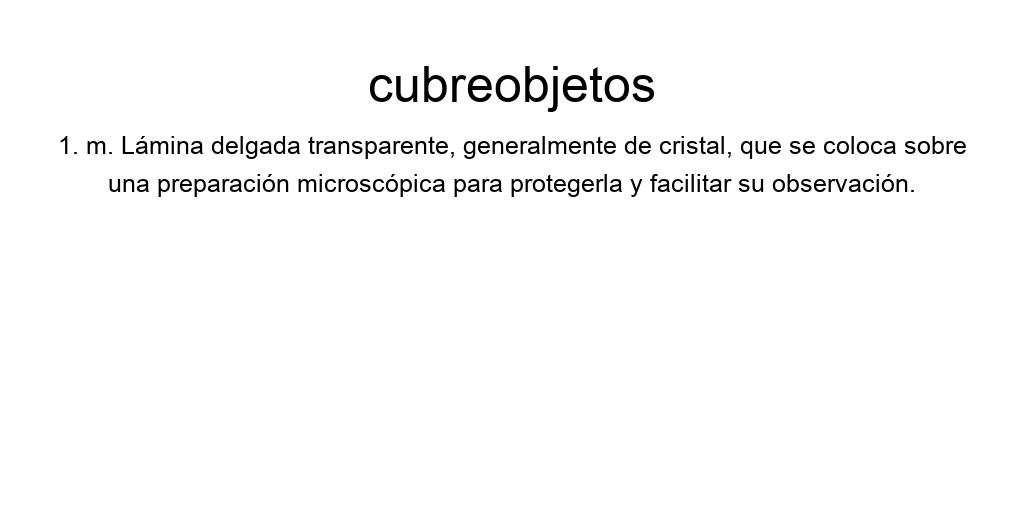 cubreobjetos
1. m. Lámina delgada transparente, generalmente de cristal, que se coloca sobre
una preparación microscópica para protegerla y facilitar su observación.